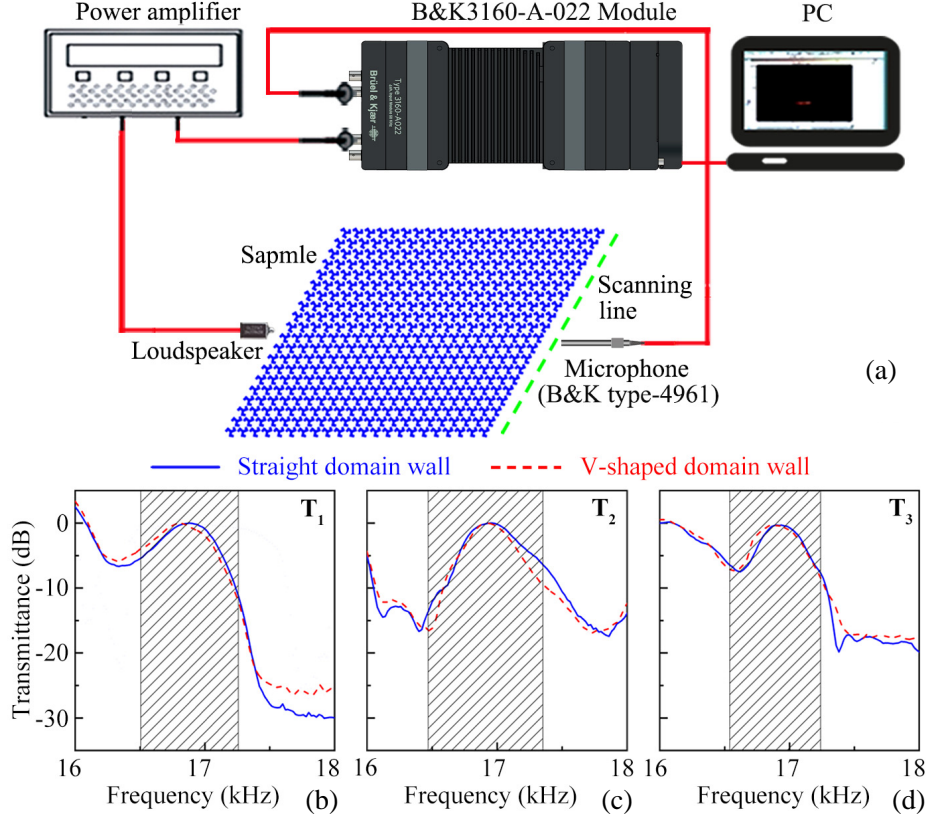 Power amplifier
B&K3160-A-022 Module
PC
Brüel & Kjær
Type 3160-A022
Sapmle
Scanning
line
Loudspeaker
Microphone
(B&K type-4961)
(a)
Straight domain wall
V-shaped domain wall
Transmittance (dB)
0
-10
-20
-30
T1
16
17
18
Frequency (kHz)
(b)
T2
16
17
18
Frequency (kHz)
(c)
T3
16
17
18
Frequency (kHz)
(d)